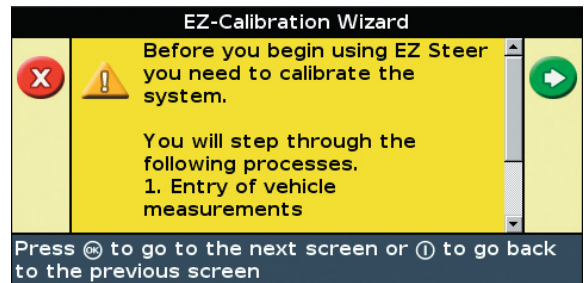 EZ-Calibration Wizard
Before you begin using EZ Steer
you need to calibrate the
system.
You will step through the
following processes.
1. Entry of vehicle
measurements
Press OK to go to the next screen or to go back
to the previous screen